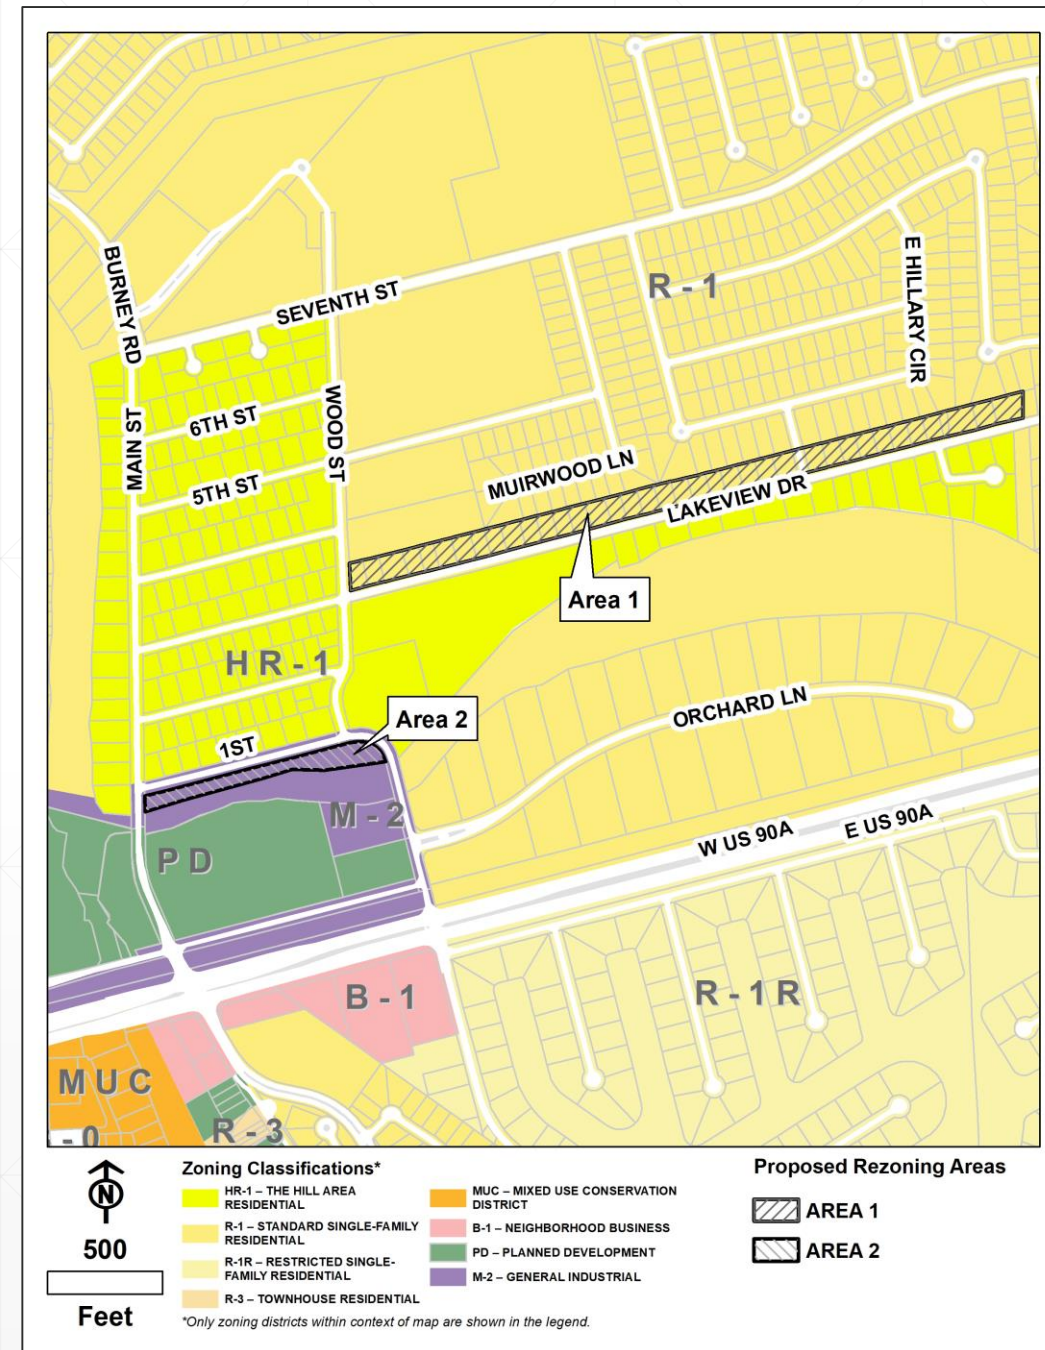 BURNEY RD
SEVENTH ST
R - 1
E HILLARY CIR
MAIN ST
6TH ST
WOOD ST
5TH ST
MUIRWOOD LN
LAKEVIEW DR
Area 1
HR - 1
Area 2
1ST
ORCHARD LN
M - 2
W US 90A
E US 90A
P D
B - 1
R - 1 R
M U C
- 0
R - 3
N
500
Feet
Zoning Classifications*
HR-1 – THE HILL AREA
RESIDENTIAL
R-1 – STANDARD SINGLE-FAMILY
RESIDENTIAL
R-1R – RESTRICTED SINGLE-
FAMILY RESIDENTIAL
R-3 – TOWNHOUSE RESIDENTIAL
MUC – MIXED USE CONSERVATION
DISTRICT
B-1 – NEIGHBORHOOD BUSINESS
PD – PLANNED DEVELOPMENT
M-2 – GENERAL INDUSTRIAL
*Only zoning districts within context of map are shown in the legend.
Proposed Rezoning Areas
AREA 1
AREA 2